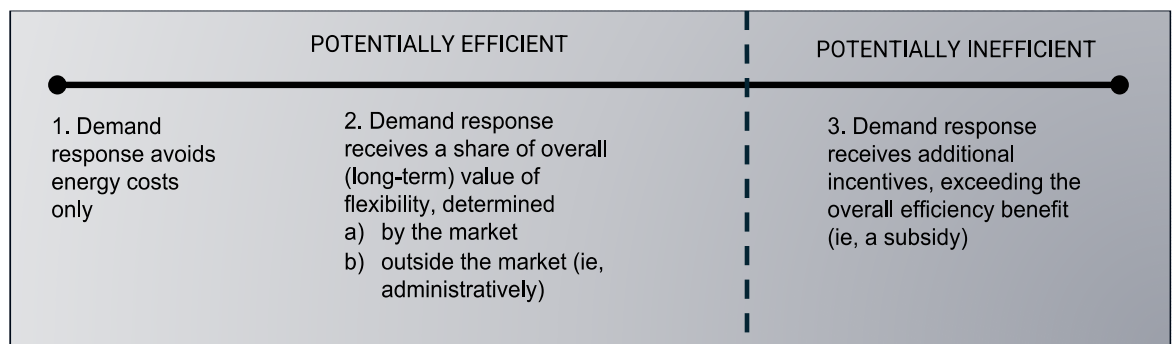 POTENTIALLY EFFICIENT
POTENTIALLY INEFFICIENT
1. Demand
response avoids
energy costs
only
2. Demand response
receives a share of overall
(long-term) value of
flexibility, determined
a) by the market
b) outside the market (ie,
administratively)
3. Demand response
receives additional
incentives, exceeding the
overall efficiency benefit
(ie, a subsidy)